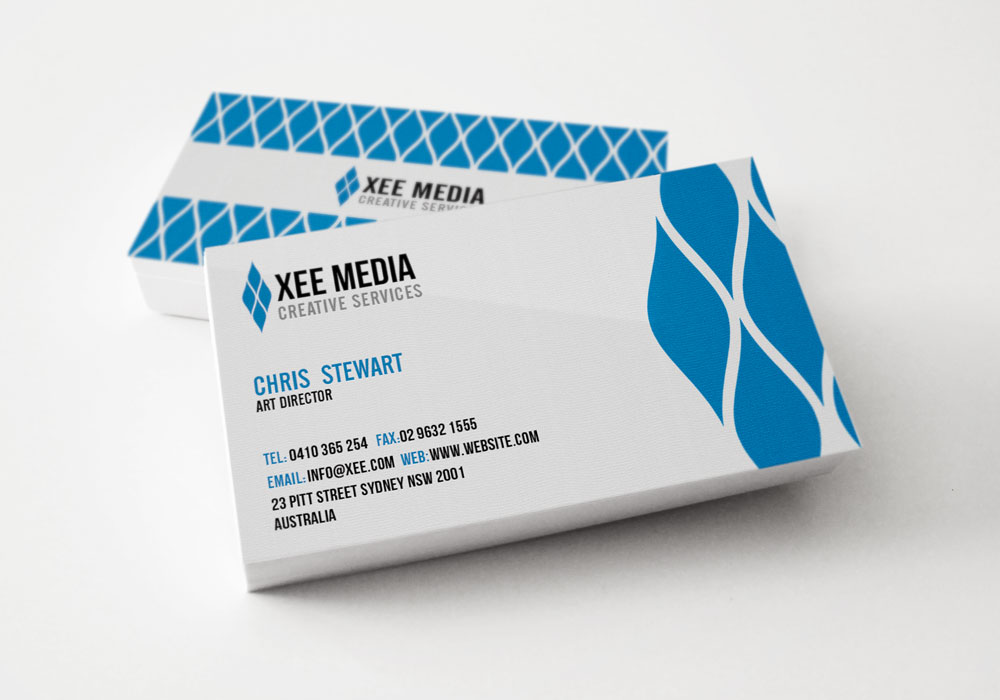 XEE MEDIA
CREATIVE SERVICES
XEE MEDIA
CREATIVE SERVICES
CHRIS STEWART
ART DIRECTOR
TEL: 0410 365 254 FAX: 02 9632 1555
EMAIL: INFO@XEE.COM WEB: WWW.WEBSITE.COM
23 PITT STREET SYDNEY NSW 2001
AUSTRALIA